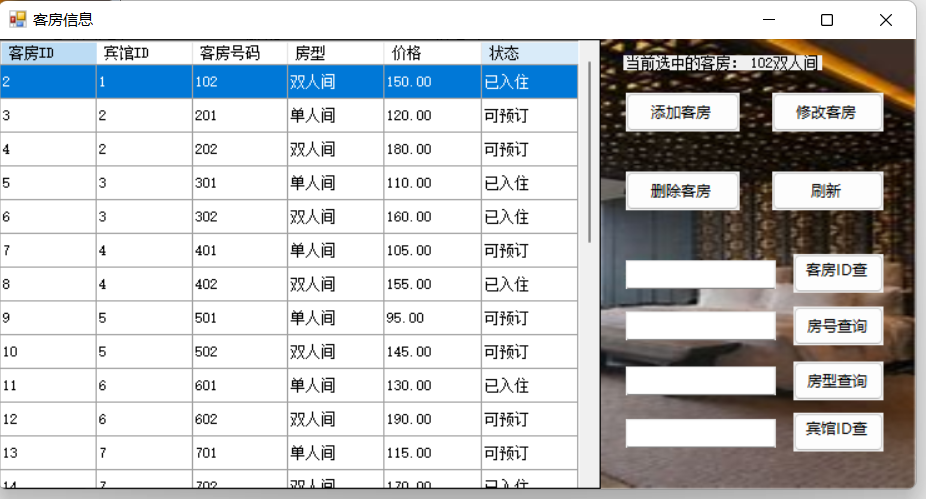 客房信息
客房ID 宾馆ID 客房号码 房型 价格 状态
2 1 102 双人间 150.00 已入住
3 2 201 单人间 120.00 可预订
4 2 202 双人间 180.00 可预订
5 3 301 单人间 110.00 已入住
6 3 302 双人间 160.00 已入住
7 4 401 单人间 105.00 可预订
8 4 402 双人间 155.00 已入住
9 5 501 单人间 95.00 可预订
10 5 502 双人间 145.00 可预订
11 6 601 单人间 130.00 已入住
12 6 602 双人间 190.00 可预订
13 7 701 单人间 115.00 可预订
14 7 702 双人间 170.00 已入住
当前选中的客房: 102双人间
添加客房 修改客房
删除客房 刷新
客房ID查
房号查询
房型查询
宾馆ID查